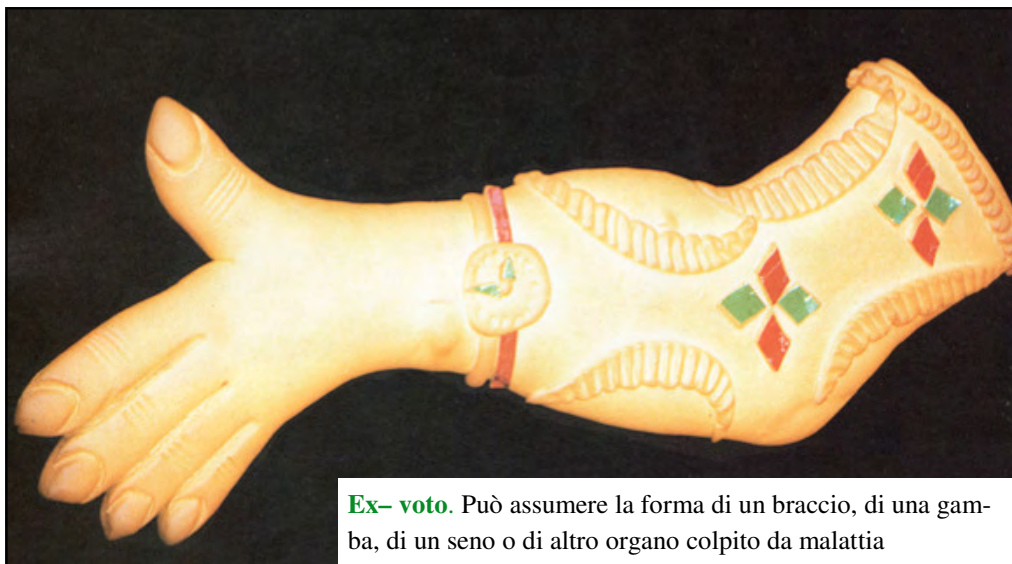 Ex– voto. Può assumere la forma di un braccio, di una gam-
ba, di un seno o di altro organo colpito da malattia